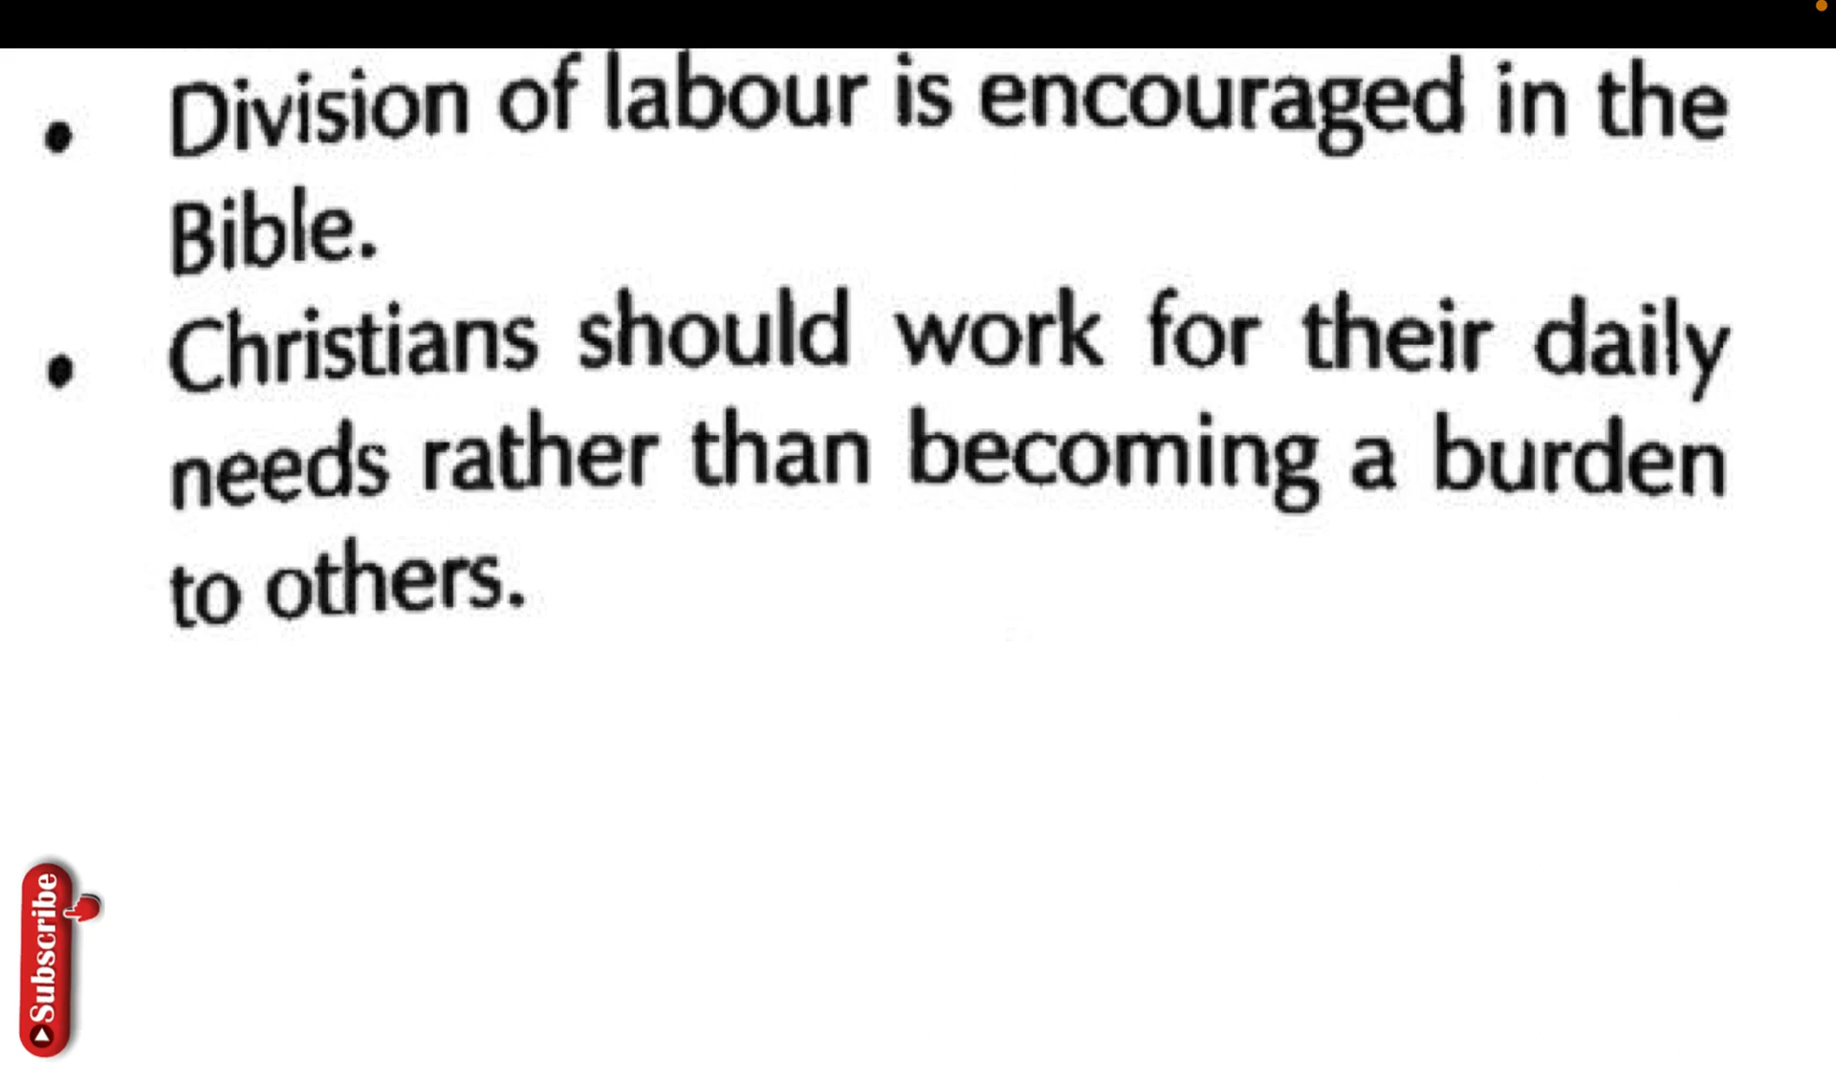 • Division of labour is encouraged in the
Bible.
• Christians should work for their daily
needs rather than becoming a burden
to others.
Subscribe